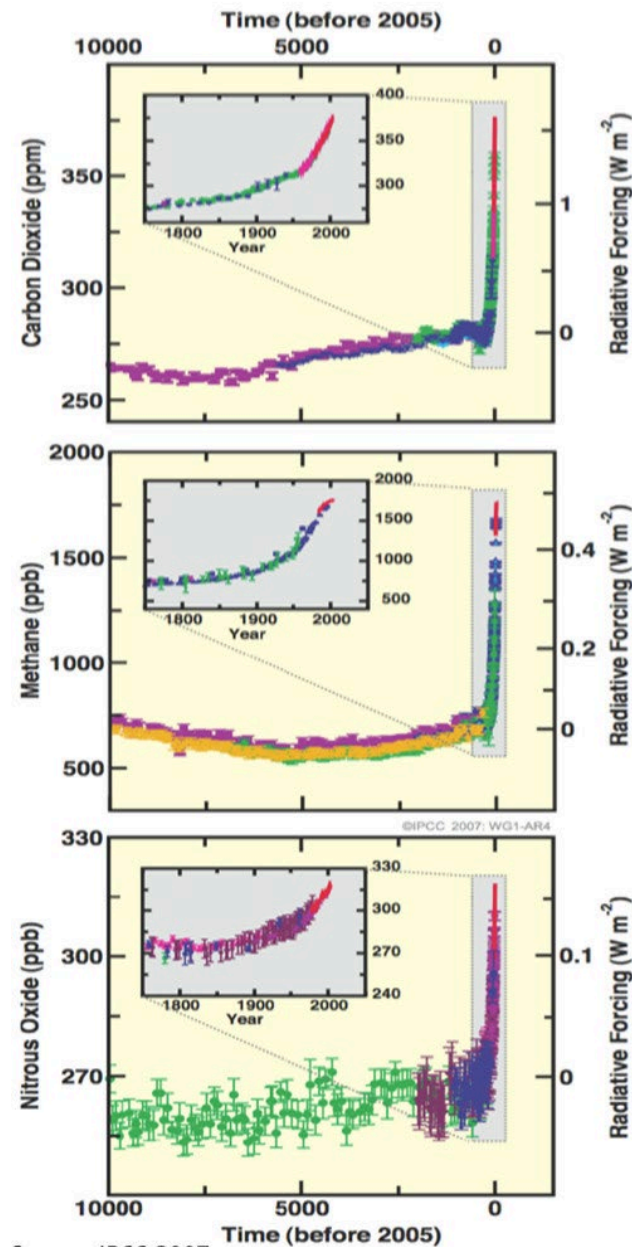 Time (before 2005)
10000 5000 0
Carbon Dioxide (ppm)
350
300
250
400
350
300
1800 1900 2000
Year
1
0
Radiative Forcing (W m-2)
2000
1500
1000
500
Methane (ppb)
2000
1500
1000
500
1800 1900 2000
Year
0.4
0.2
0
Radiative Forcing (W m-2)
©IPCC 2007: WG1-AR4
330
300
270
Nitrous Oxide (ppb)
330
300
270
240
1800 1900 2000
Year
0.1
0
Radiative Forcing (W m-2)
10000 5000 0
Time (before 2005)